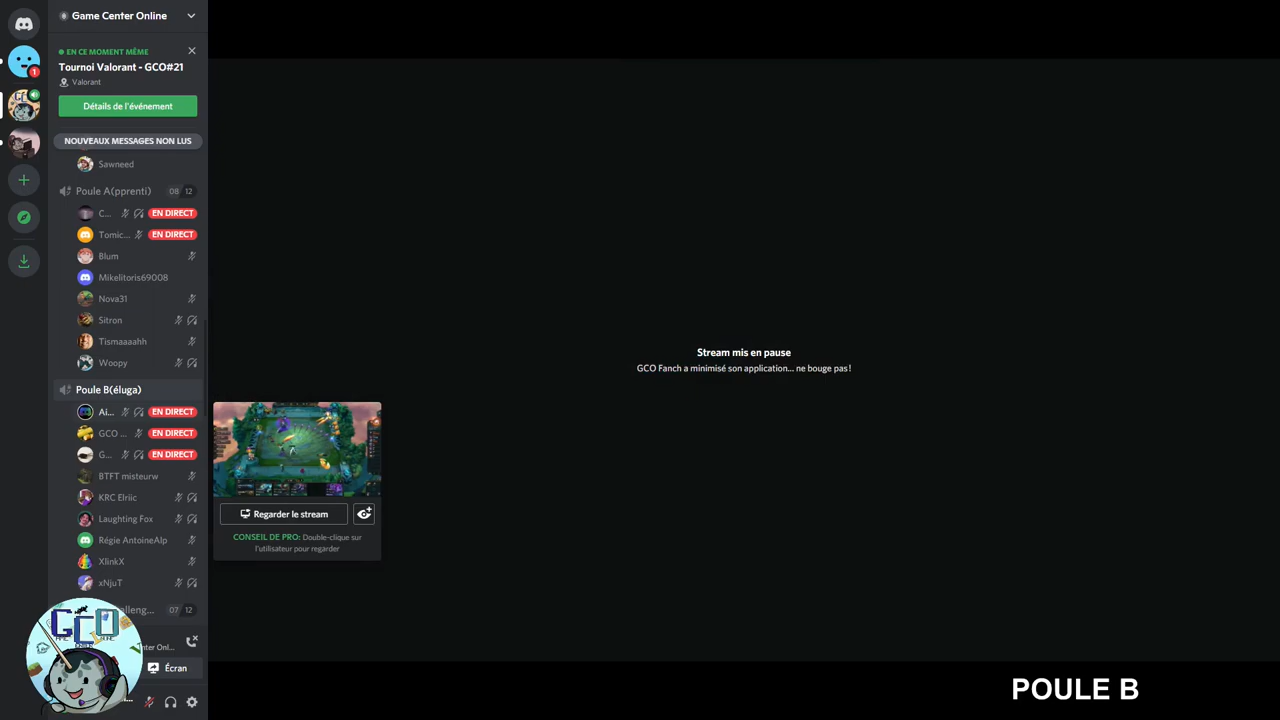 Game Center Online
EN CE MOMENT MÊME
Tournoi Valorant - GCO#21
Valorant
Détails de l'événement
NOUVEAUX MESSAGES NON LUS
Sawneed
Poule A(pprenti) 08 12
C... EN DIRECT
Tomic... EN DIRECT
Blum
Mikelitoris69008
Nova31
Sitron
Tismaaaahh
Woopy
Poule B(éluga)
Ai... EN DIRECT
GCO ... EN DIRECT
G... EN DIRECT
BTFT misteurw
KRC Elriic
Laughting Fox
Régie AntoineAlp
XlinkX
xNjuT
07 12
Écran
1
GCO
Regarder le stream
CONSEIL DE PRO: Double-clique sur
l'utilisateur pour regarder
Stream mis en pause
GCO Fanch a minimisé son application... ne bouge pas !
POULE B